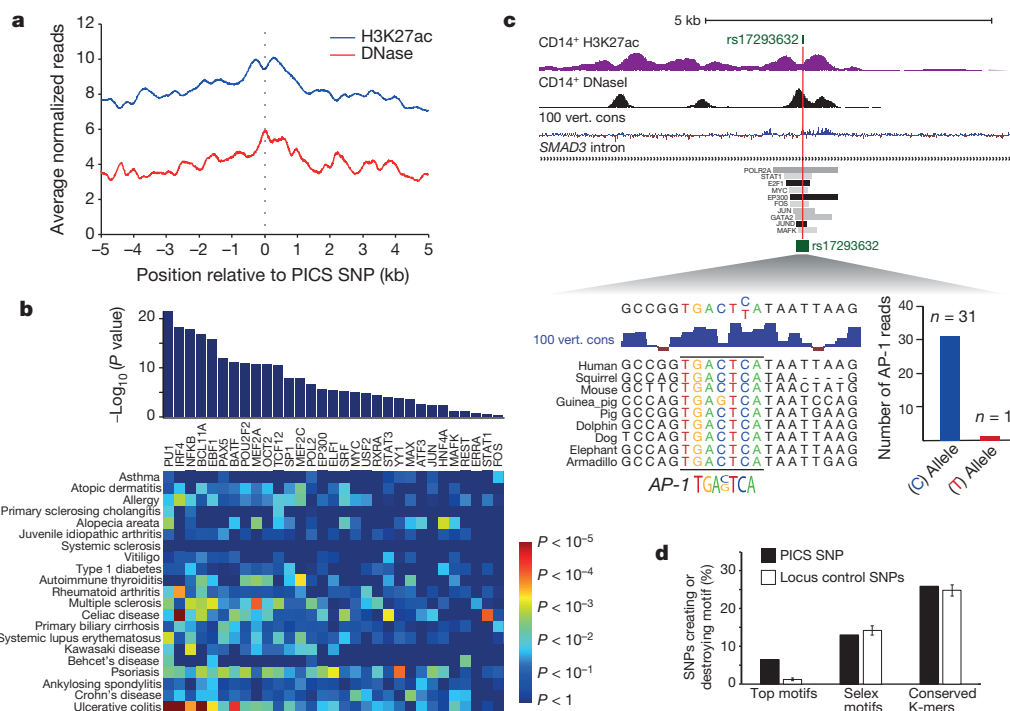 a
12
10
8
6
4
2
0
Average normalized reads
H3K27ac
DNase
−5 −4 −3 −2 −1 0 1 2 3 4 5
Position relative to PICS SNP (kb)
b
20
10
0
−Log10 (P value)
PU1
IRF4
NFKB
BCL11A
EBF1
PAX5
BATF
POU2F2
MEF2A
OCT2
TCF12
SP1
MEF2C
POL2
EP300
ELF1
SRF
MYC
USF2
RXRA
STAT3
YY1
MAX
ATF3
JUN
HNF4A
MAFK
REST
ERRA
STAT1
FOS
Asthma
Atopic dermatitis
Allergy
Primary sclerosing cholangitis
Alopecia areata
Juvenile idiopathic arthritis
Systemic sclerosis
Vitiligo
Type 1 diabetes
Autoimmune thyroiditis
Rheumatoid arthritis
Multiple sclerosis
Celiac disease
Primary biliary cirrhosis
Systemic lupus erythematosus
Kawasaki disease
Behcet's disease
Psoriasis
Ankylosing spondylitis
Crohn's disease
Ulcerative colitis
P < 10−5
P < 10−4
P < 10−3
P < 10−2
P < 10−1
P < 1
c
5 kb
rs17293632
CD14+ H3K27ac
CD14+ DNaseI
100 vert. cons
SMAD3 intron
POLR2A
STAT1
E2F1
MYC
EP300
FOS
JUN
GATA2
JUND
MAFK
rs17293632
GCCGGTGACTCATAATTAAG
T
100 vert. cons
Human GCCGGTGACTCATAATTAAG
Squirrel GCCAGTGACTCATAA----G
Mouse GCTTCTGACTCATAACTATG
Guinea_pig CCCAGTGAGTCATAATCCAG
Pig GCCGGTGACTCATAATGAAG
Dolphin GCCAGTGACTCATAATTAAG
Dog TCCAGTGACTCATAATTAAG
Elephant GCCAGTGACTCATAATTAAG
Armadillo GCCAGTGACTCATAATTGAG
AP-1 TGACTCA
G
40
30
20
10
Number of AP-1 reads
n = 31
n = 1
(C) Allele
(T) Allele
d
30
20
10
0
SNPs creating or
destroying motif (%)
PICS SNP
Locus control SNPs
Top motifs
Selex
motifs
Conserved
K-mers